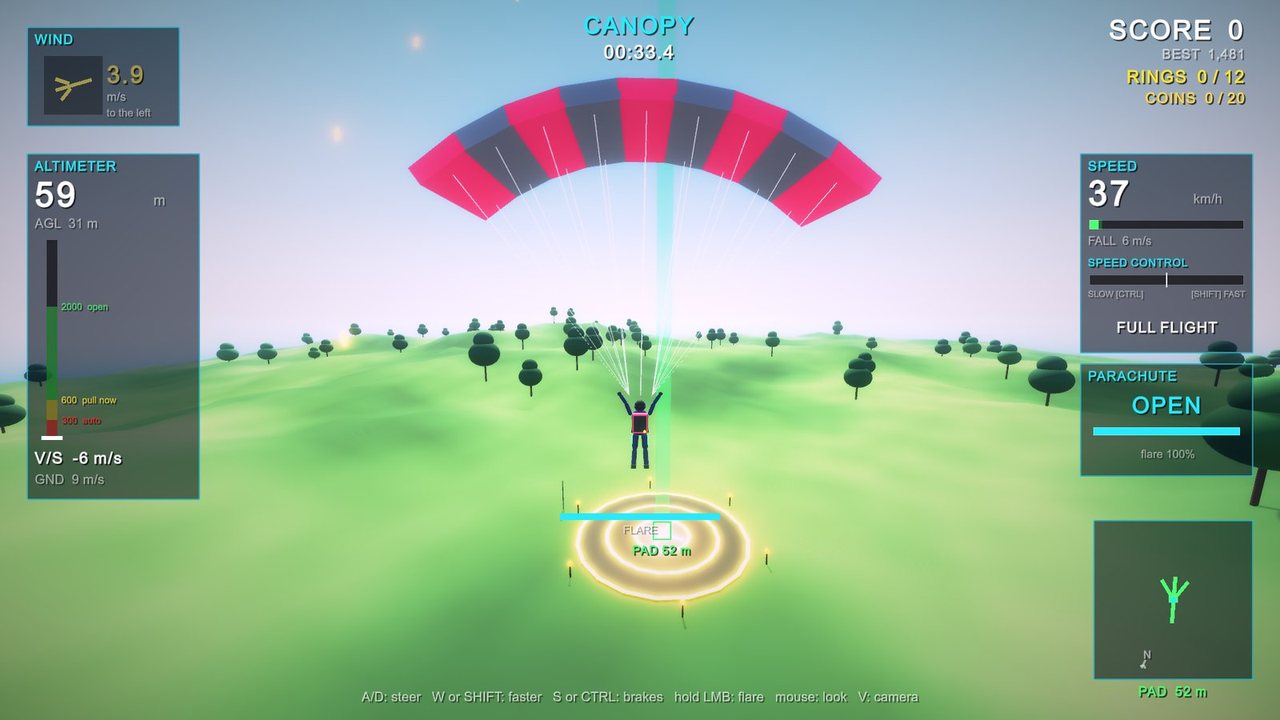 WIND
3.9
m/s
to the left
CANOPY
00:33.4
SCORE 0
BEST 1,481
RINGS 0 / 12
COINS 0 / 20
ALTIMETER
59 m
AGL 31 m
2000 open
600 pull now
300 auto
V/S -6 m/s
GND 9 m/s
SPEED
37 km/h
FALL 6 m/s
SPEED CONTROL
SLOW [CTRL] [SHIFT] FAST
FULL FLIGHT
PARACHUTE
OPEN
flare 100%
FLARE
PAD 52 m
N
PAD 52 m
A/D: steer W or SHIFT: faster S or CTRL: brakes hold LMB: flare mouse: look V: camera